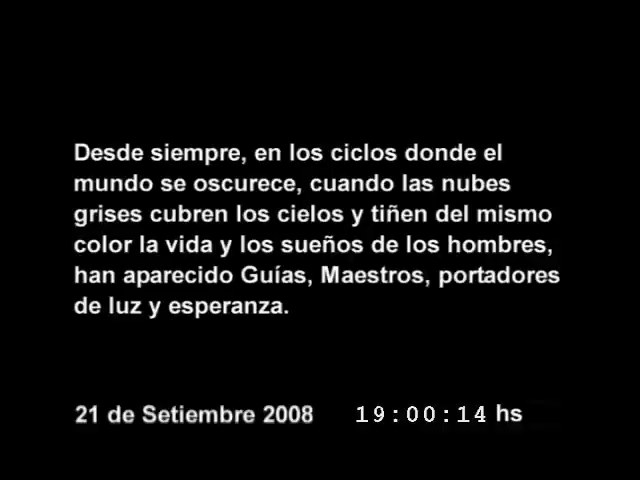 Desde siempre, en los ciclos donde el
mundo se oscurece, cuando las nubes
grises cubren los cielos y tiñen del mismo
color la vida y los sueños de los hombres,
han aparecido Guías, Maestros, portadores
de luz y esperanza.
21 de Setiembre 2008 19:00:14 hs